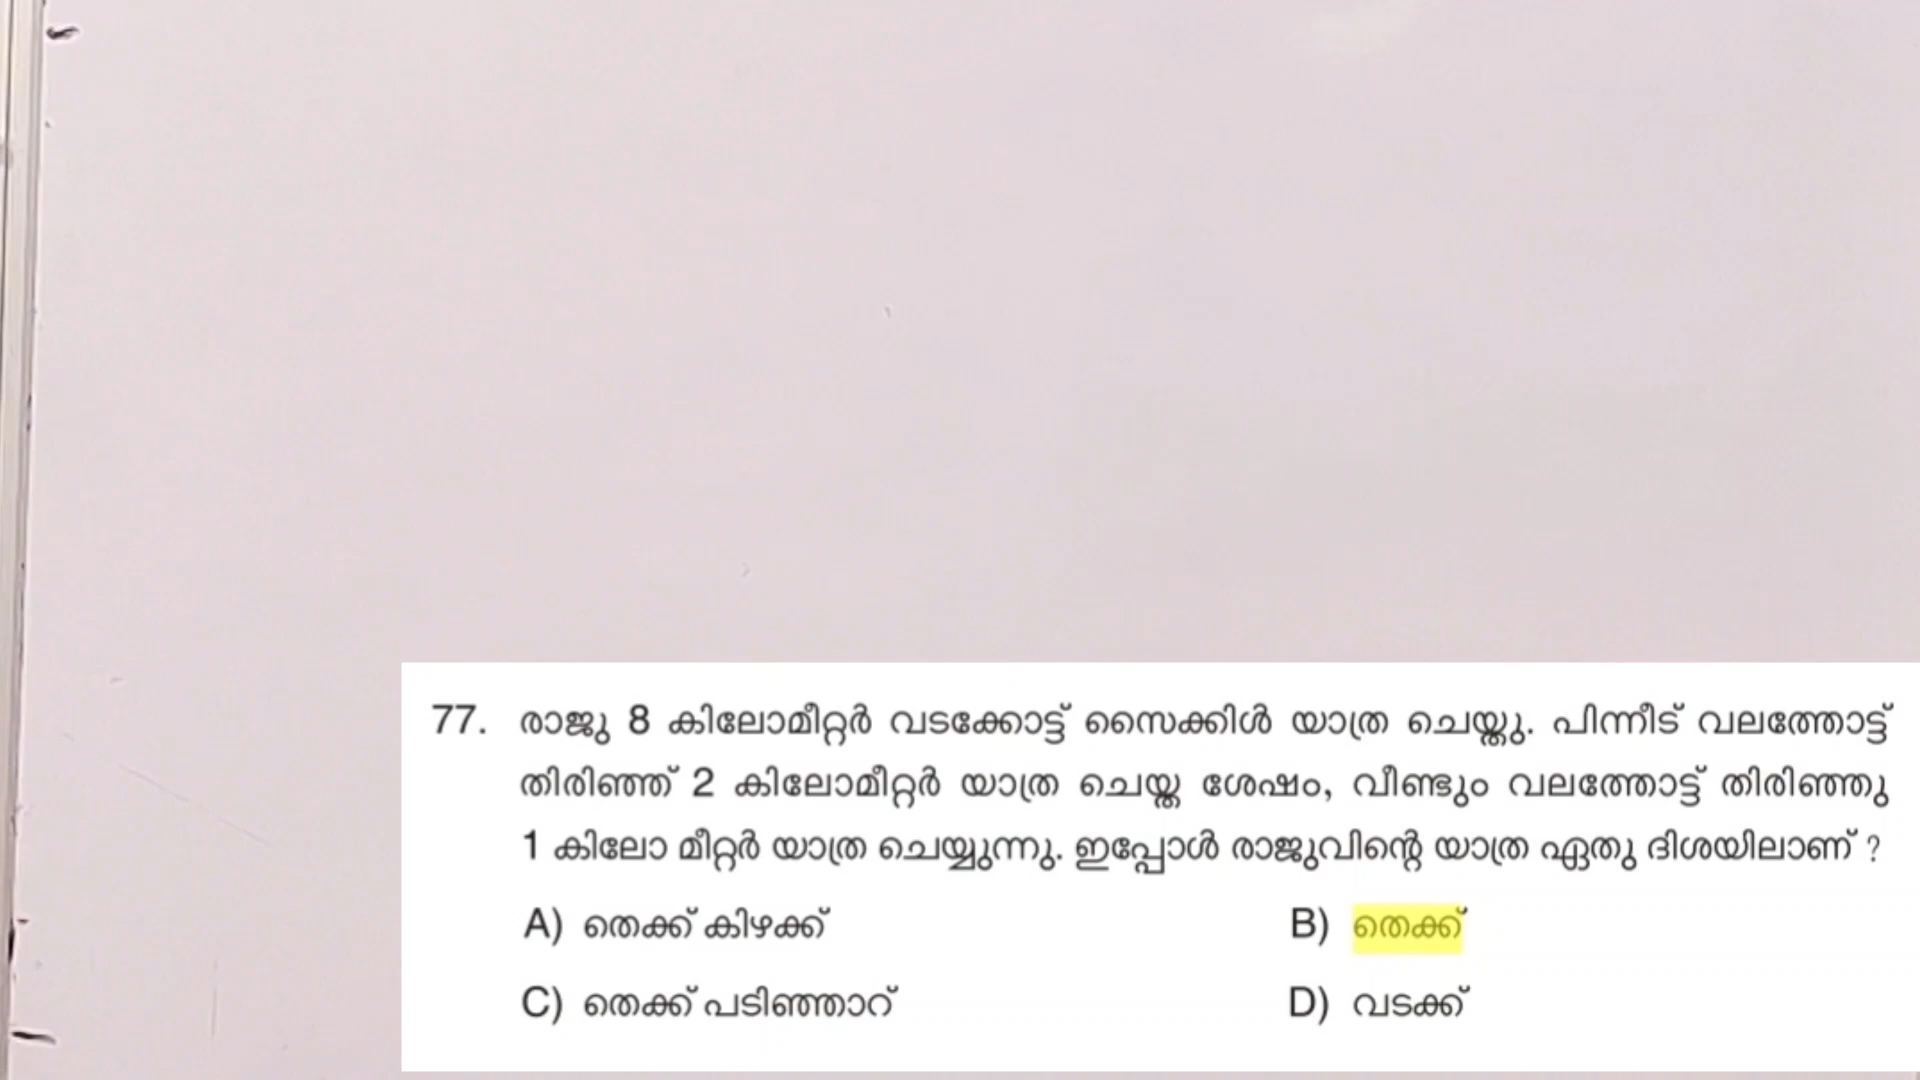 77. രാജു 8 കിലോമീറ്റർ വടക്കോട്ട് സൈക്കിൾ യാത്ര ചെയ്തു. പിന്നീട് വലത്തോട്ട്
തിരിഞ്ഞ് 2 കിലോമീറ്റർ യാത്ര ചെയ്ത ശേഷം, വീണ്ടും വലത്തോട്ട് തിരിഞ്ഞു
1 കിലോ മീറ്റർ യാത്ര ചെയ്യുന്നു. ഇപ്പോൾ രാജുവിന്റെ യാത്ര ഏതു ദിശയിലാണ് ?
A) തെക്ക് കിഴക്ക് B) തെക്ക്
C) തെക്ക് പടിഞ്ഞാറ് D) വടക്ക്